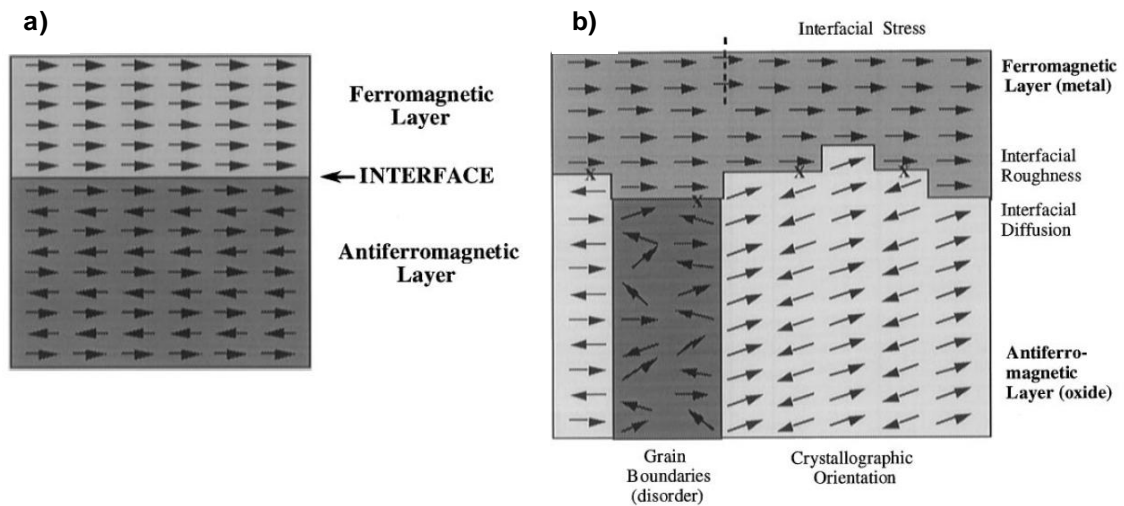 a)
Ferromagnetic
Layer
INTERFACE
Antiferromagnetic
Layer
b)
Interfacial Stress
Ferromagnetic
Layer (metal)
X
X
X
X
Interfacial
Roughness
Interfacial
Diffusion
Antiferro-
magnetic
Layer (oxide)
Grain
Boundaries
(disorder)
Crystallographic
Orientation